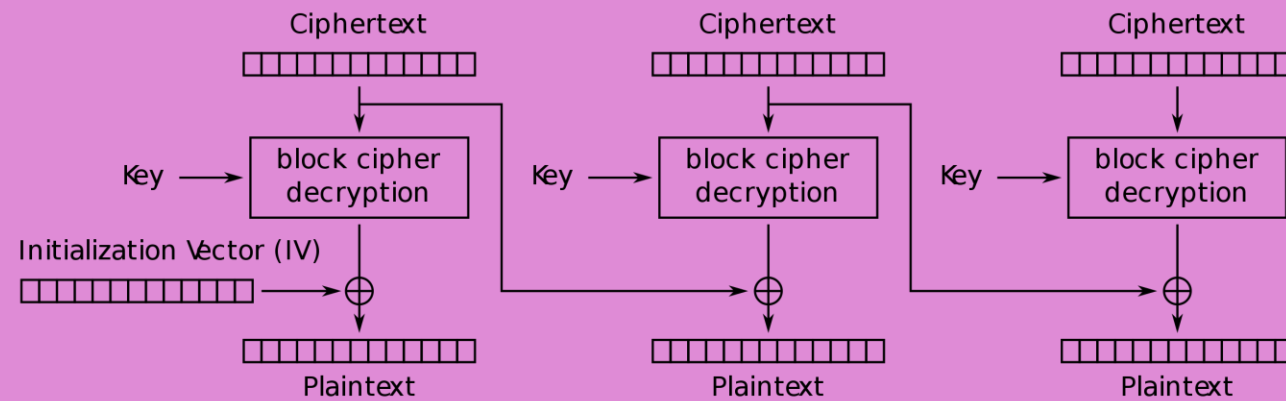 Ciphertext Ciphertext Ciphertext
block cipher block cipher block cipher
Key Key Key
decryption decryption decryption
Initialization Vector (IV)
Plaintext Plaintext Plaintext